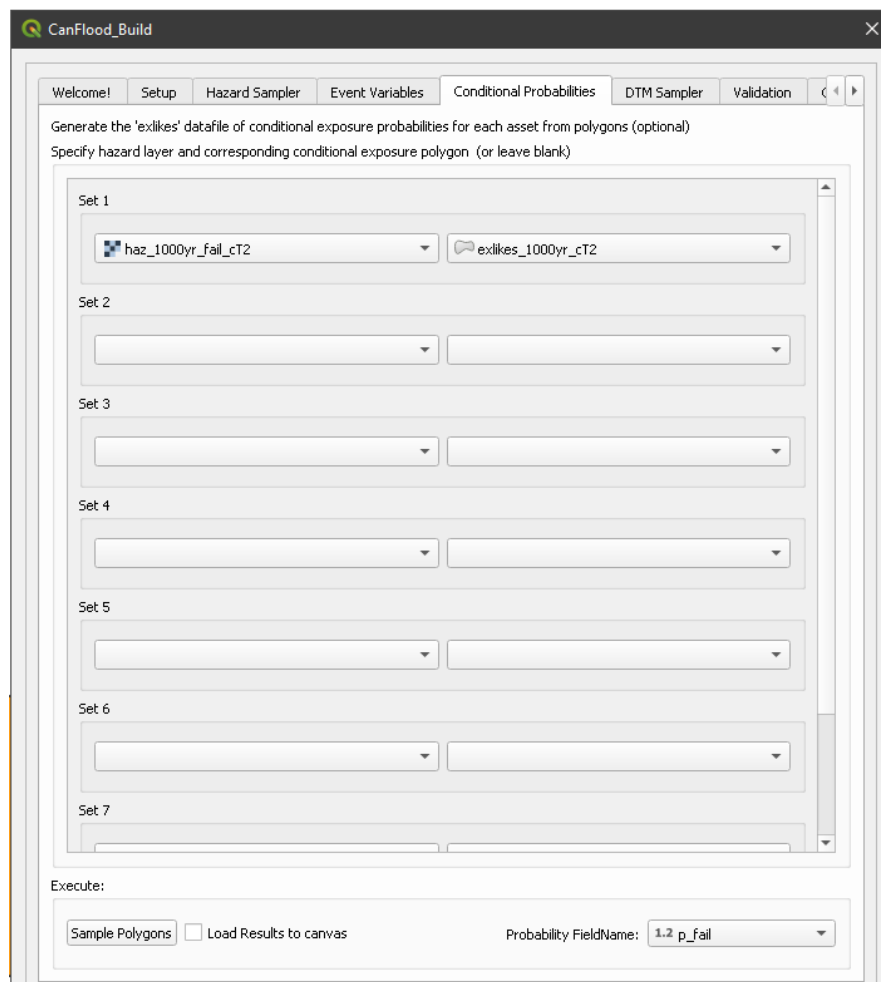 CanFlood_Build
Welcome! Setup Hazard Sampler Event Variables Conditional Probabilities DTM Sampler Validation
Generate the 'exlikes' datafile of conditional exposure probabilities for each asset from polygons (optional)
Specify hazard layer and corresponding conditional exposure polygon (or leave blank)
Set 1
haz_1000yr_fail_cT2 exlikes_1000yr_cT2
Set 2
Set 3
Set 4
Set 5
Set 6
Set 7
Execute:
Sample Polygons Load Results to canvas Probability FieldName: 1.2 p_fail